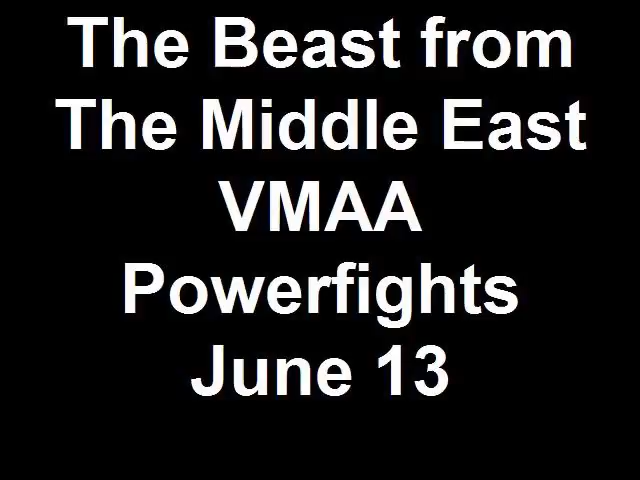 The Beast from
The Middle East
VMAA
Powerfights
June 13